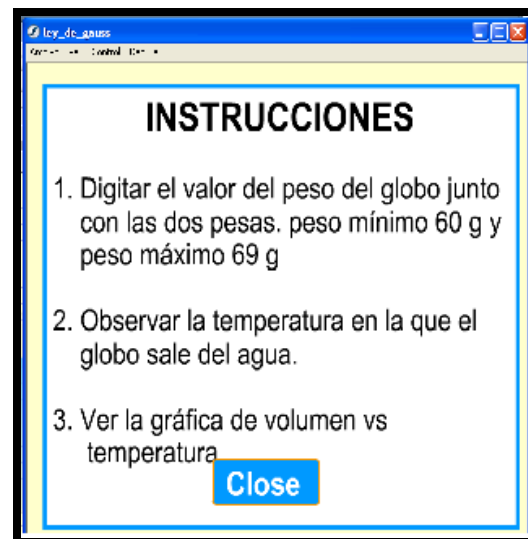 ley_de_gauss
Control
INSTRUCCIONES
1. Digitar el valor del peso del globo junto
con las dos pesas. peso mínimo 60 g y
peso máximo 69 g
2. Observar la temperatura en la que el
globo sale del agua.
3. Ver la gráfica de volumen vs
temperatura
Close